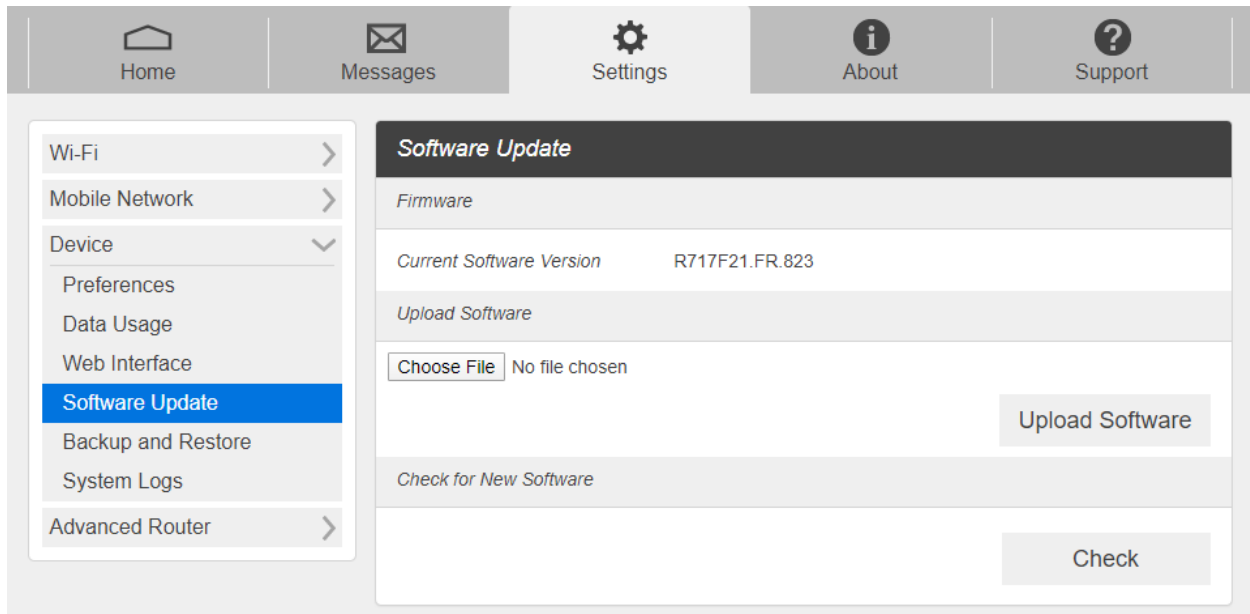 Home
Messages
Settings
About
Support
Wi-Fi
Mobile Network
Device
Preferences
Data Usage
Web Interface
Software Update
Backup and Restore
System Logs
Advanced Router
Software Update
Firmware
Current Software Version R717F21.FR.823
Upload Software
Choose File No file chosen
Upload Software
Check for New Software
Check